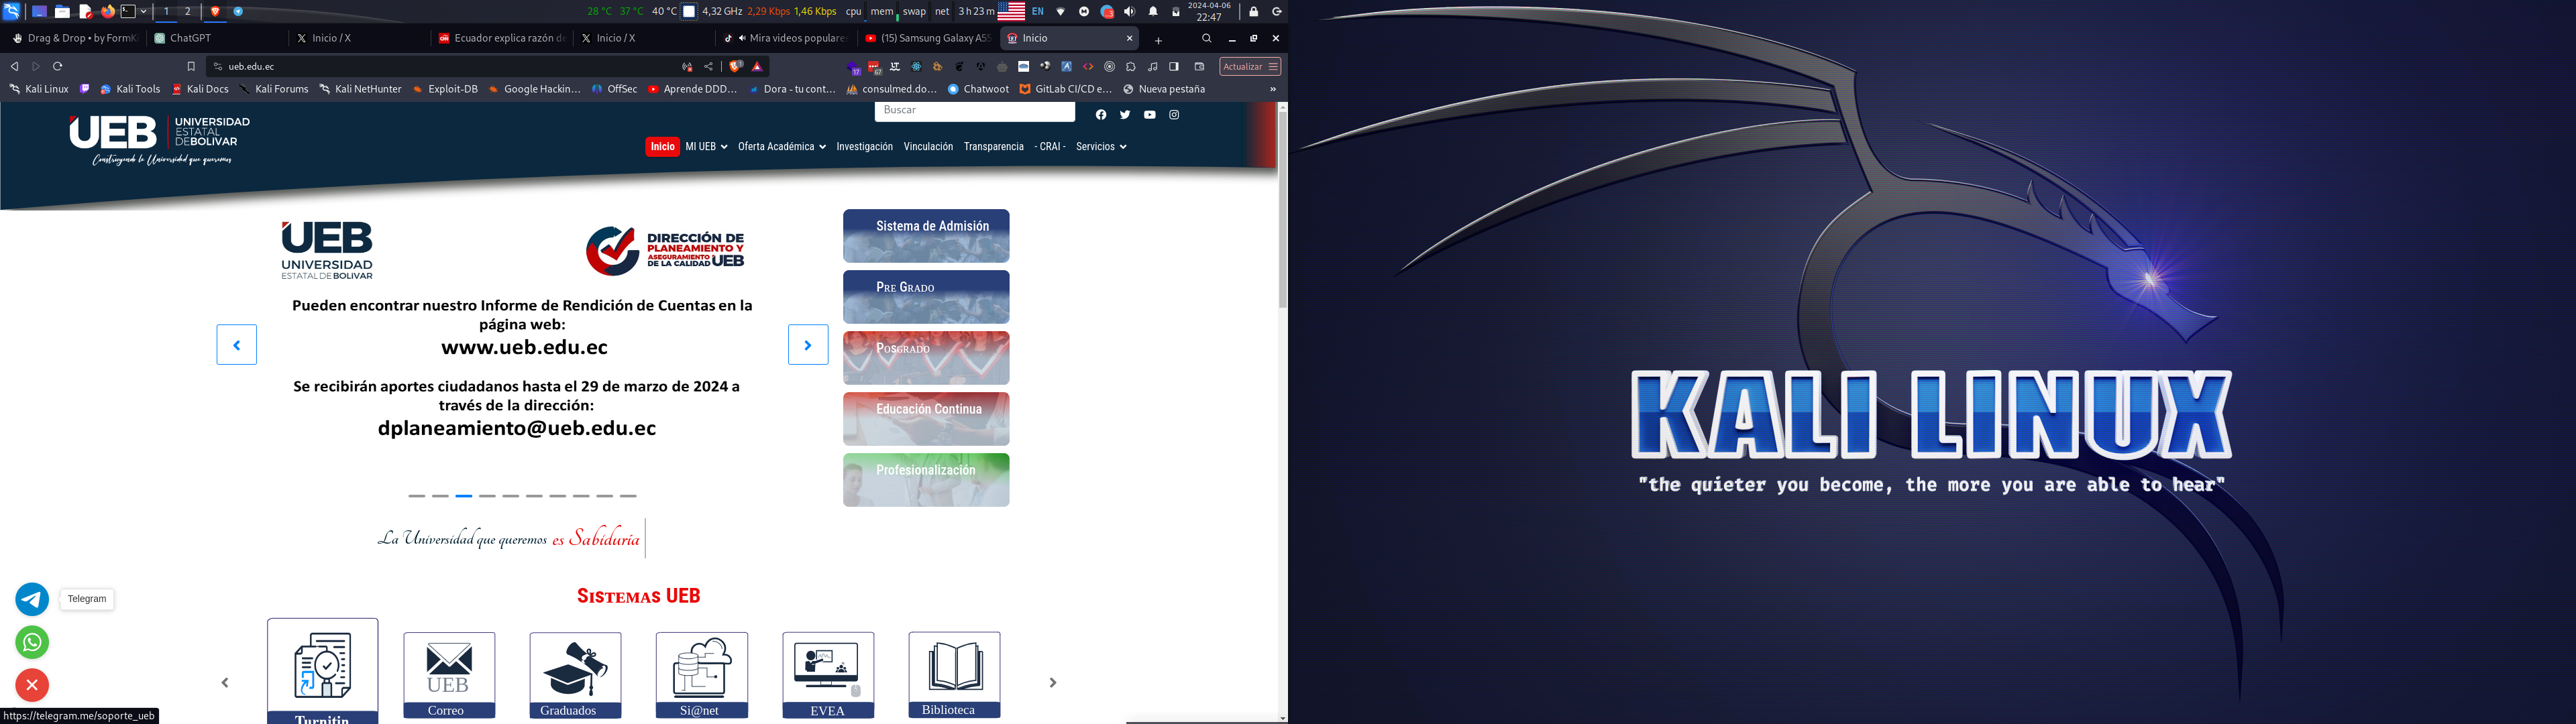 1 2 28 °C 37 °C 40 °C 4,32 GHz 2,29 Kbps 1,46 Kbps cpu mem swap net 3 h 23 m EN 2024-04-06
22:47
Drag & Drop • by FormK
ChatGPT
Inicio / X
Ecuador explica razón de
Inicio / X
Mira videos populares
(15) Samsung Galaxy A55
Inicio
ueb.edu.ec
17
67
Actualizar
Kali Linux
Kali Tools
Kali Docs
Kali Forums
Kali NetHunter
Exploit-DB
Google Hackin…
OffSec
Aprende DDD…
Dora - tu cont…
consulmed.do…
Chatwoot
GitLab CI/CD e…
Nueva pestaña
»
UEB UNIVERSIDAD
ESTATAL
DEBOLIVAR
Construyendo la Universidad que queremos
Buscar
Inicio MI UEB Oferta Académica Investigación Vinculación Transparencia - CRAI - Servicios
UEB
UNIVERSIDAD
ESTATAL DE BOLIVAR
DIRECCIÓN DE
PLANEAMIENTO Y
ASEGURAMIENTO
DE LA CALIDAD UEB
Pueden encontrar nuestro Informe de Rendición de Cuentas en la
página web:
www.ueb.edu.ec
Se recibirán aportes ciudadanos hasta el 29 de marzo de 2024 a
través de la dirección:
dplaneamiento@ueb.edu.ec
Sistema de Admisión
Pre Grado
Posgrado
Educación Continua
Profesionalización
La Universidad que queremos es Sabiduría
Sistemas UEB
Telegram
Turnitin
UEB
Correo
Graduados
Si@net
EVEA
Biblioteca
https://telegram.me/soporte_ueb
KALI LINUX
"the quieter you become, the more you are able to hear"